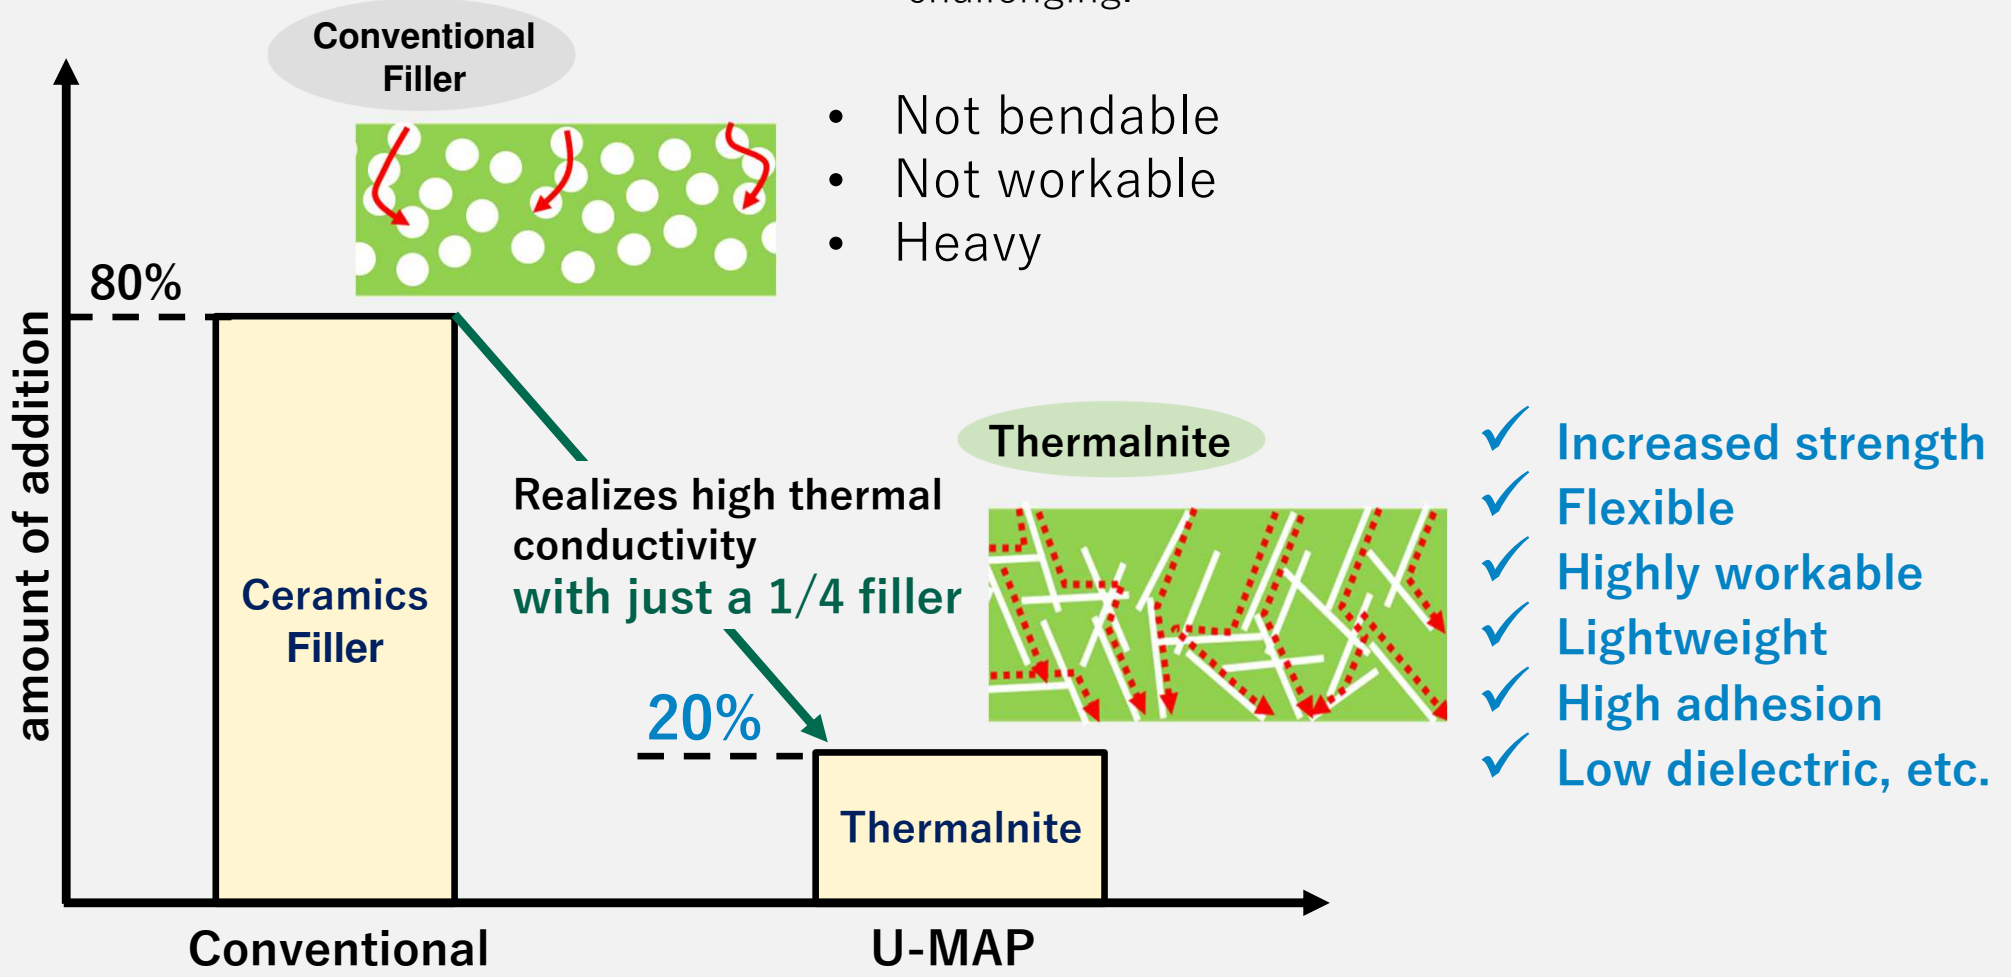 challenging.
Conventional
Filler
• Not bendable
• Not workable
• Heavy
80%
amount of addition
Ceramics
Filler
Realizes high thermal
conductivity
with just a 1/4 filler
20%
Thermalnite
✓ Increased strength
✓ Flexible
✓ Highly workable
✓ Lightweight
✓ High adhesion
✓ Low dielectric, etc.
Thermalnite
Conventional
U-MAP